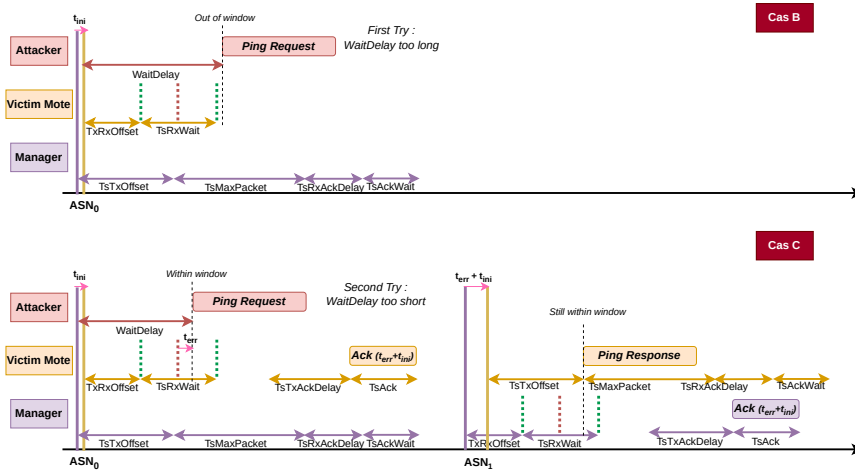 t_ini
Out of window
Cas B
Attacker
Ping Request
First Try :
WaitDelay too long
WaitDelay
Victim Mote
TxRxOffset
TsRxWait
Manager
TsTxOffset
TsMaxPacket
TsRxAckDelay
TsAckWait
ASN_0
Cas C
t_ini
Within window
Second Try :
WaitDelay too short
t_err + t_ini
Attacker
Ping Request
Still within window
WaitDelay
t_err
Victim Mote
Ack (t_err+t_ini)
Ping Response
TxRxOffset
TsRxWait
TsTxAckDelay
TsAck
TsTxOffset
TsMaxPacket
TsRxAckDelay
TsAckWait
Manager
Ack (t_err+t_ini)
TsTxOffset
TsMaxPacket
TsRxAckDelay
TsAckWait
TxRxOffset
TsRxWait
TsTxAckDelay
TsAck
ASN_0
ASN_1